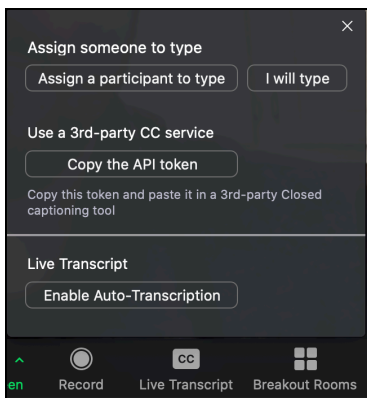 Assign someone to type
Assign a participant to type
I will type
Use a 3rd-party CC service
Copy the API token
Copy this token and paste it in a 3rd-party Closed
captioning tool
Live Transcript
Enable Auto-Transcription
CC
en
Record
Live Transcript
Breakout Rooms